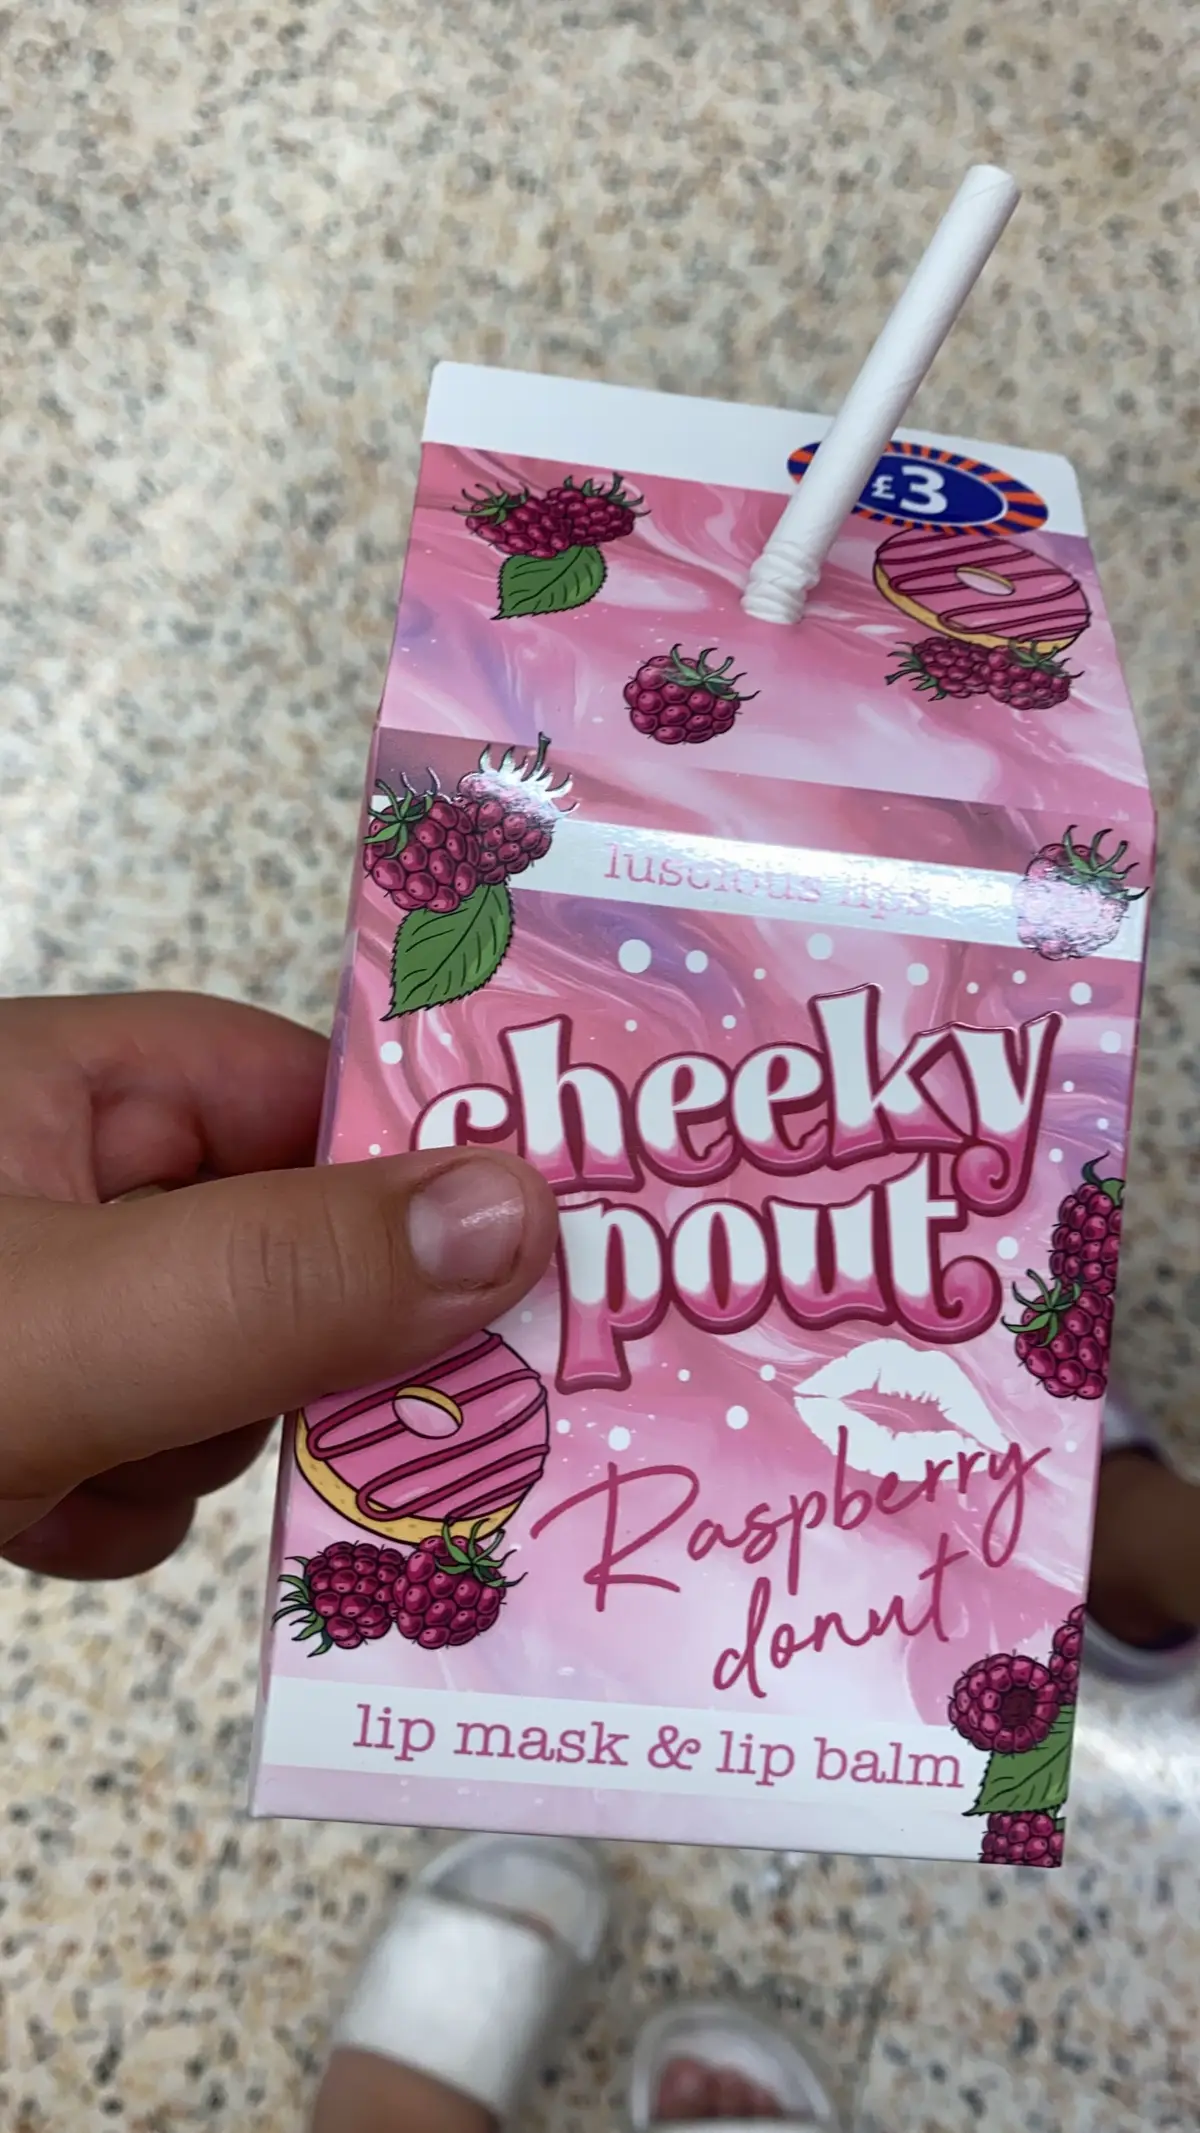 £3
luscious lips
cheeky
pout
Raspberry
donut
lip mask & lip balm